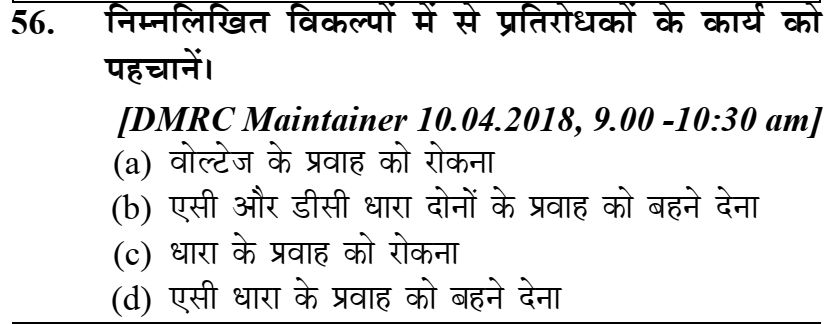 56. निम्नलिखित विकल्पों में से प्रतिरोधकों के कार्य को
पहचानें।
[DMRC Maintainer 10.04.2018, 9.00 -10:30 am]
(a) वोल्टेज के प्रवाह को रोकना
(b) एसी और डीसी धारा दोनों के प्रवाह को बहने देना
(c) धारा के प्रवाह को रोकना
(d) एसी धारा के प्रवाह को बहने देना